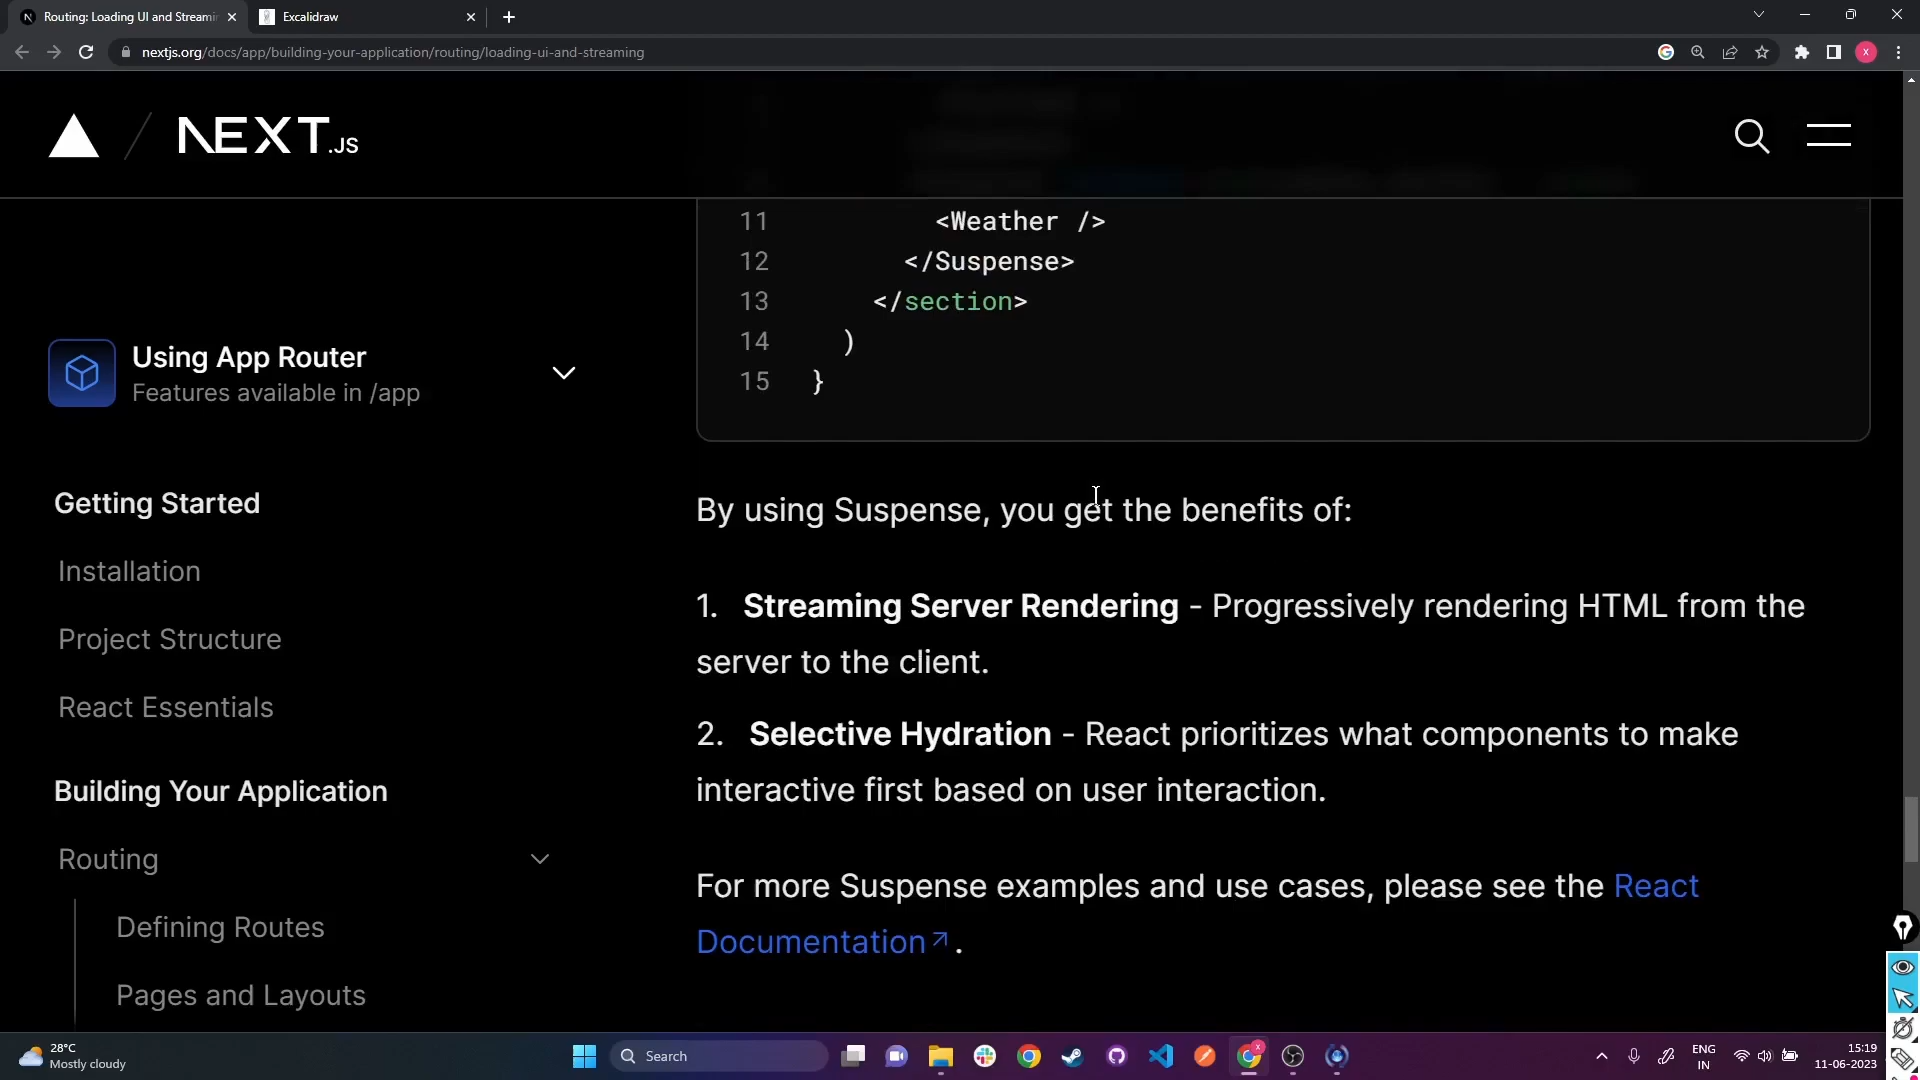 Routing: Loading UI and Streamin
Excalidraw
nextjs.org/docs/app/building-your-application/routing/loading-ui-and-streaming
x
NEXT.JS
11 <Weather />
12 </Suspense>
13 </section>
14 )
15 }
Using App Router
Features available in /app
Getting Started
Installation
Project Structure
React Essentials
Building Your Application
Routing
Defining Routes
Pages and Layouts
By using Suspense, you get the benefits of:
1. Streaming Server Rendering - Progressively rendering HTML from the
server to the client.
2. Selective Hydration - React prioritizes what components to make
interactive first based on user interaction.
For more Suspense examples and use cases, please see the React
Documentation↗.
28°C
Mostly cloudy
Search
ENG
IN
15:19
11-06-2023